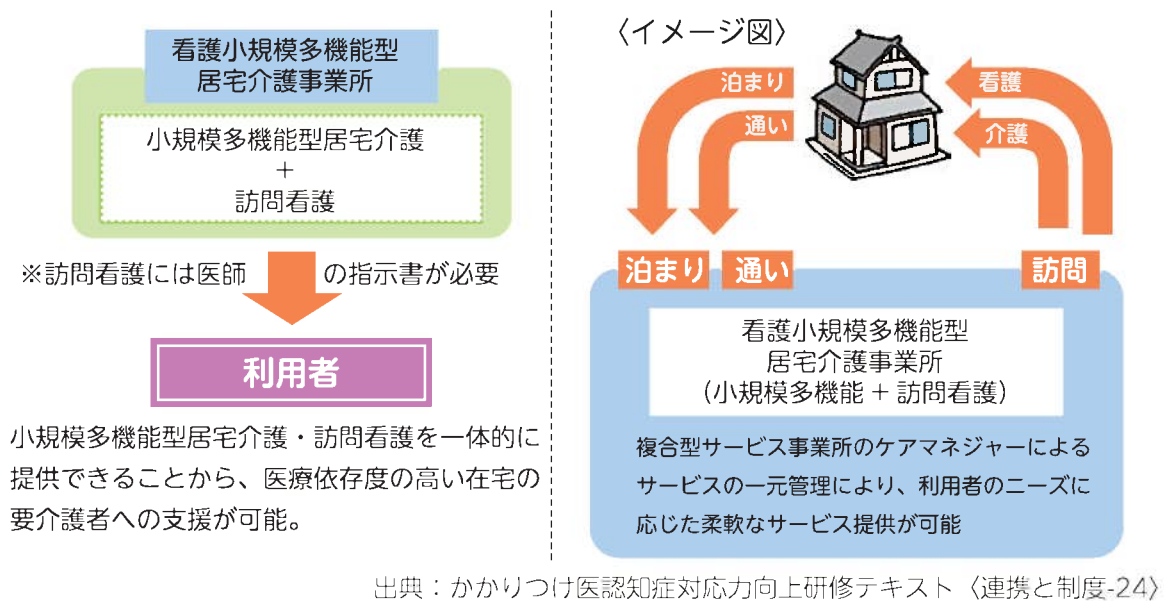 看護小規模多機能型
居宅介護事業所
小規模多機能型居宅介護
+
訪問看護
※訪問看護には医師 の指示書が必要
利用者
小規模多機能型居宅介護・訪問看護を一体的に
提供できることから、医療依存度の高い在宅の
要介護者への支援が可能。
〈イメージ図〉
泊まり
通い
看護
介護
泊まり
通い
訪問
看護小規模多機能型
居宅介護事業所
（小規模多機能 + 訪問看護）
複合型サービス事業所のケアマネジャーによる
サービスの一元管理により、利用者のニーズに
応じた柔軟なサービス提供が可能
出典：かかりつけ医認知症対応力向上研修テキスト〈連携と制度-24〉